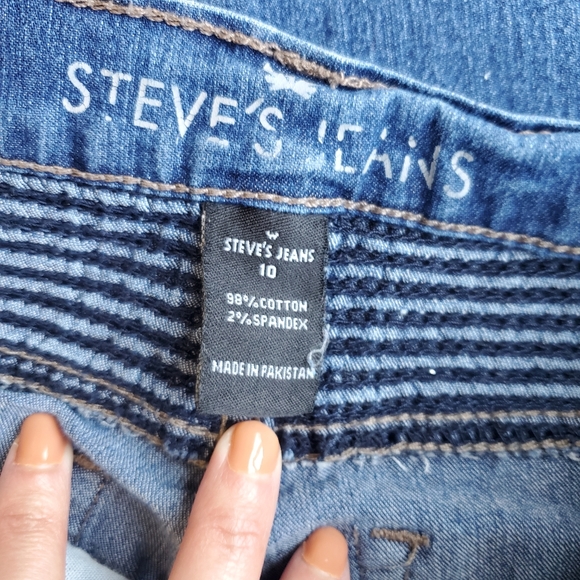 STEVE'S JEANS
STEVE'S JEANS
10
98% COTTON
2% SPANDEX
MADE IN PAKISTAN